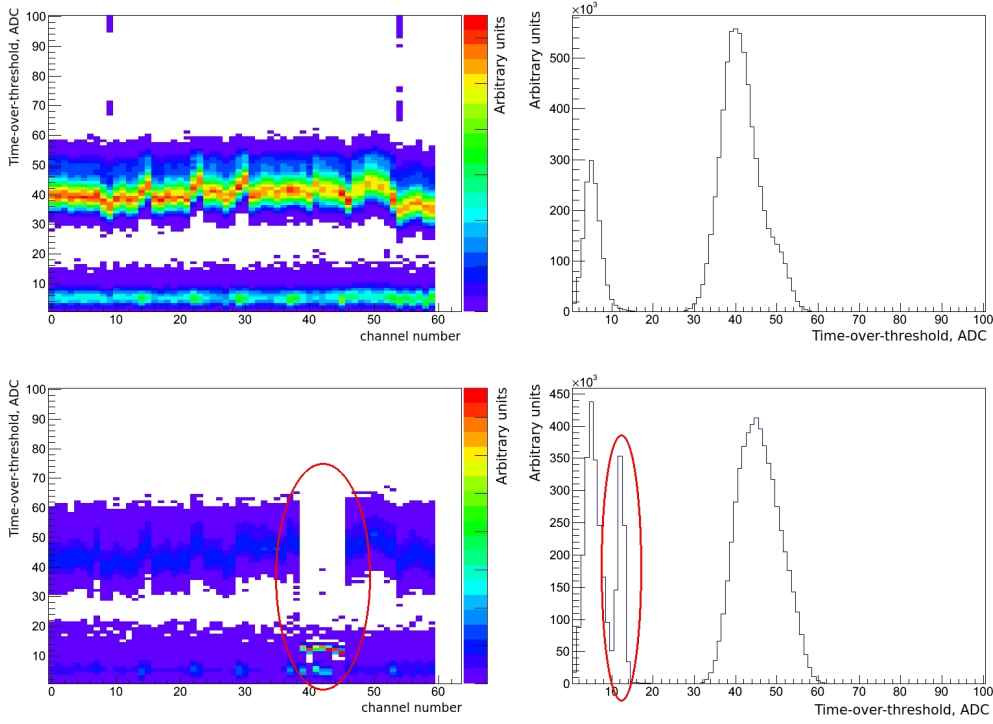 Time-over-threshold, ADC
100
90
80
70
60
50
40
30
20
10
0 10 20 30 40 50 60
channel number
Arbitrary units
×10³
Arbitrary units
500
400
300
200
100
0
10 20 30 40 50 60 70 80 90 100
Time-over-threshold, ADC
Time-over-threshold, ADC
100
90
80
70
60
50
40
30
20
10
0 10 20 30 40 50 60
channel number
Arbitrary units
×10³
Arbitrary units
450
400
350
300
250
200
150
100
50
0
10 20 30 40 50 60 70 80 90 100
Time-over-threshold, ADC